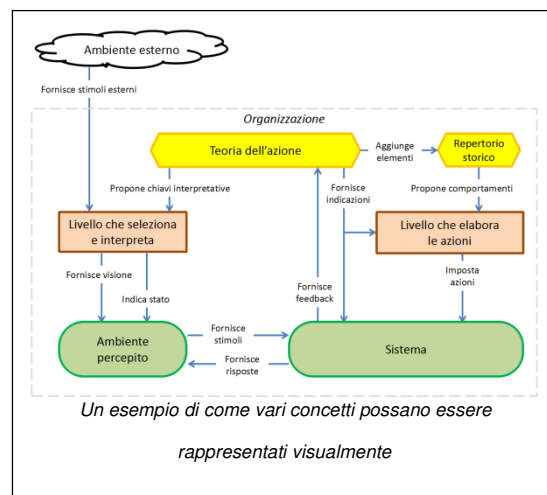 Ambiente esterno
Fornisce stimoli esterni
Organizzazione
Teoria dell'azione
Aggiunge
elementi
Repertorio
storico
Propone chiavi interpretative
Fornisce
indicazioni
Propone comportamenti
Livello che seleziona
e interpreta
Livello che elabora
le azioni
Fornisce visione
Indica stato
Fornisce
feedback
Imposta
azioni
Ambiente
percepito
Fornisce
stimoli
Fornisce
risposte
Sistema
Un esempio di come vari concetti possano essere
rappresentati visualmente